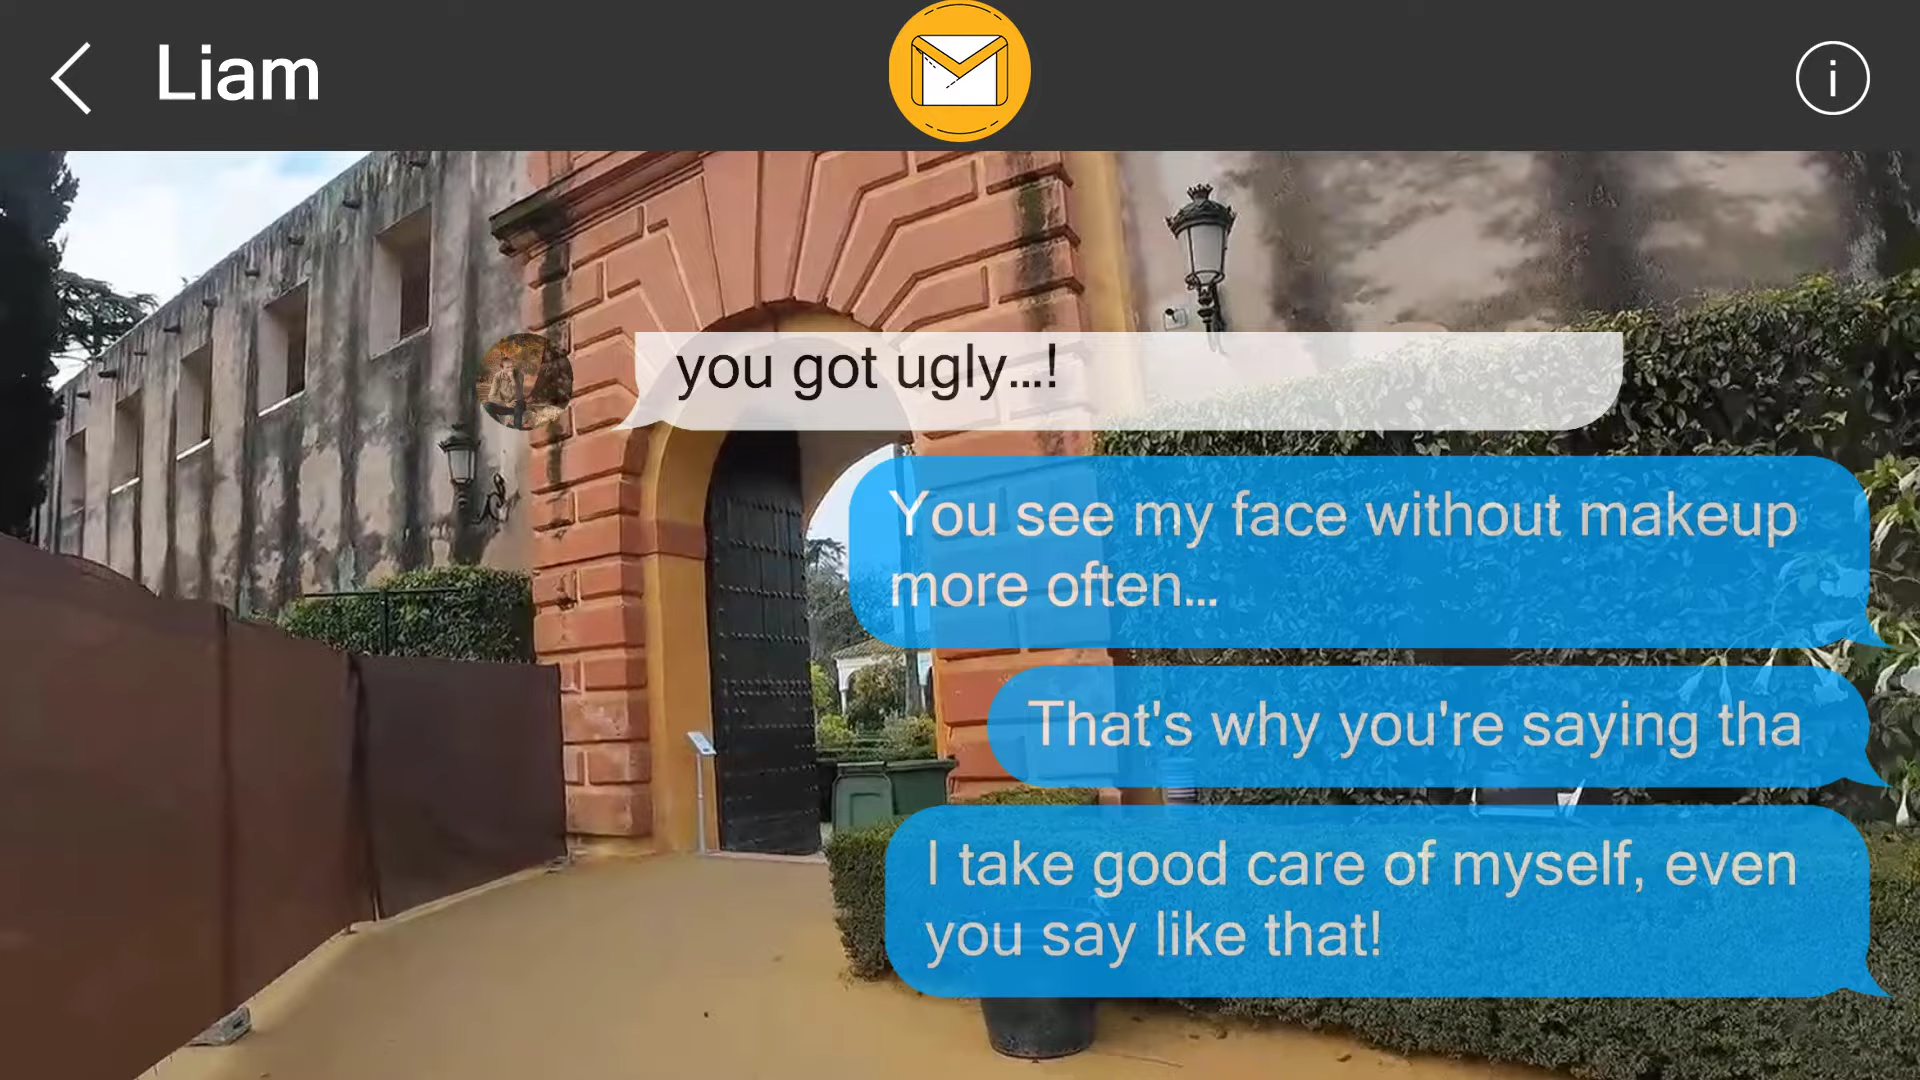 Liam
you got ugly...!
You see my face without makeup
more often...
That's why you're saying tha
I take good care of myself, even
you say like that!